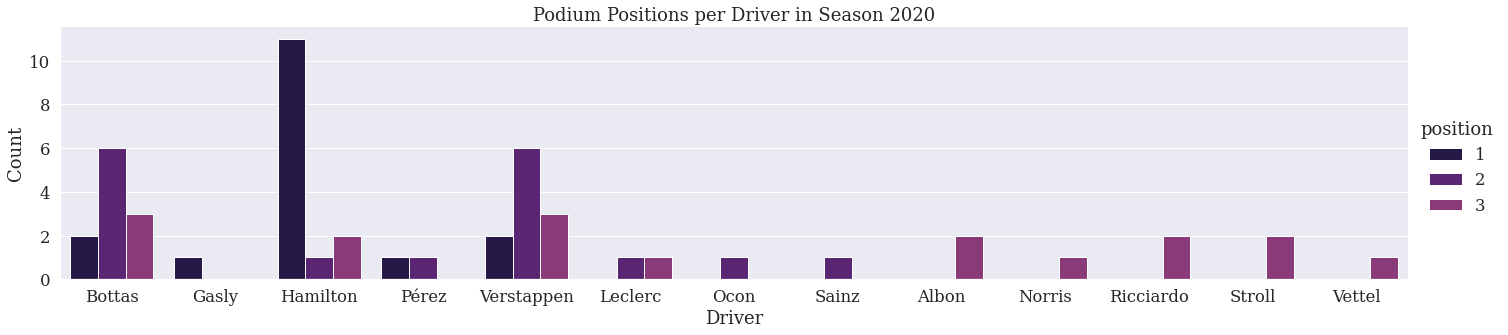 Podium Positions per Driver in Season 2020
Count
10
8
6
4
2
0
Bottas Gasly Hamilton Pérez Verstappen Leclerc Ocon Sainz Albon Norris Ricciardo Stroll Vettel
Driver
position
1
2
3